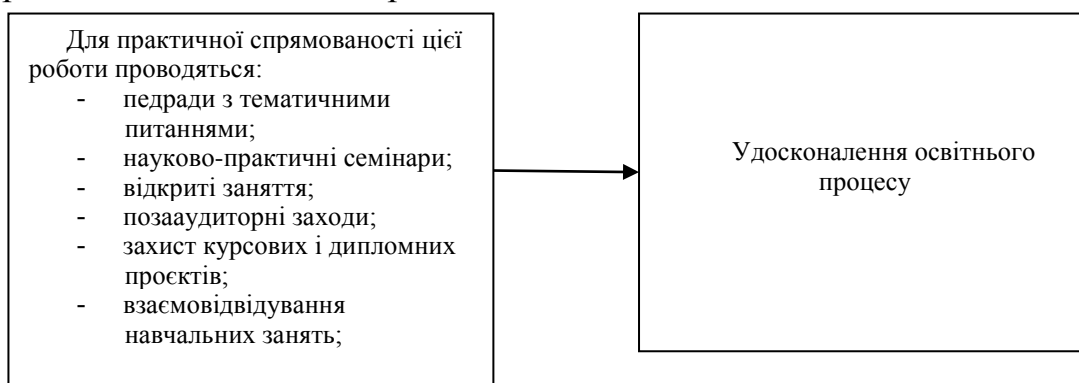 Для практичної спрямованості цієї
роботи проводяться:
- педради з тематичними
питаннями;
- науково-практичні семінари;
- відкриті заняття;
- позааудиторні заходи;
- захист курсових і дипломних
проєктів;
- взаємовідвідування
навчальних занять;
Удосконалення освітнього
процесу